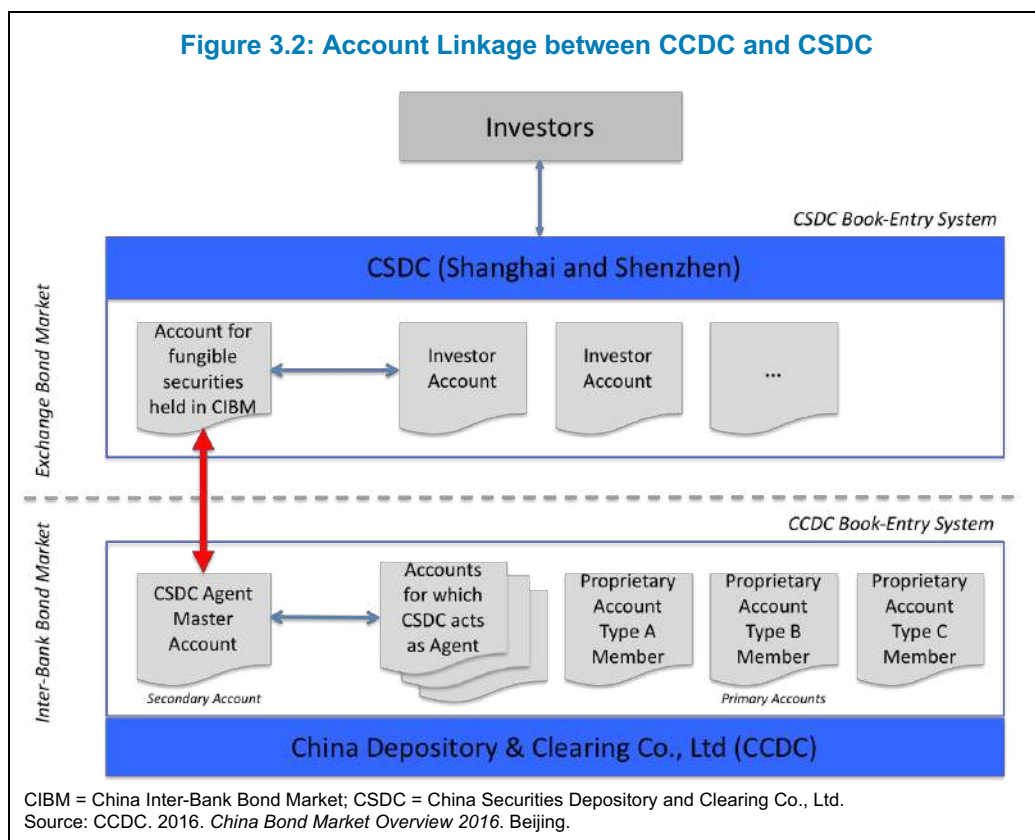 Figure 3.2: Account Linkage between CCDC and CSDC
Investors
CSDC Book-Entry System
CSDC (Shanghai and Shenzhen)
Exchange Bond Market
Account for
fungible
securities
held in CIBM
Investor
Account
Investor
Account
...
Inter-Bank Bond Market
CCDC Book-Entry System
CSDC Agent
Master
Account
Secondary Account
Accounts
for which
CSDC acts
as Agent
Proprietary
Account
Type A
Member
Proprietary
Account
Type B
Member
Proprietary
Account
Type C
Member
Primary Accounts
China Depository & Clearing Co., Ltd (CCDC)
CIBM = China Inter-Bank Bond Market; CSDC = China Securities Depository and Clearing Co., Ltd.
Source: CCDC. 2016. China Bond Market Overview 2016. Beijing.